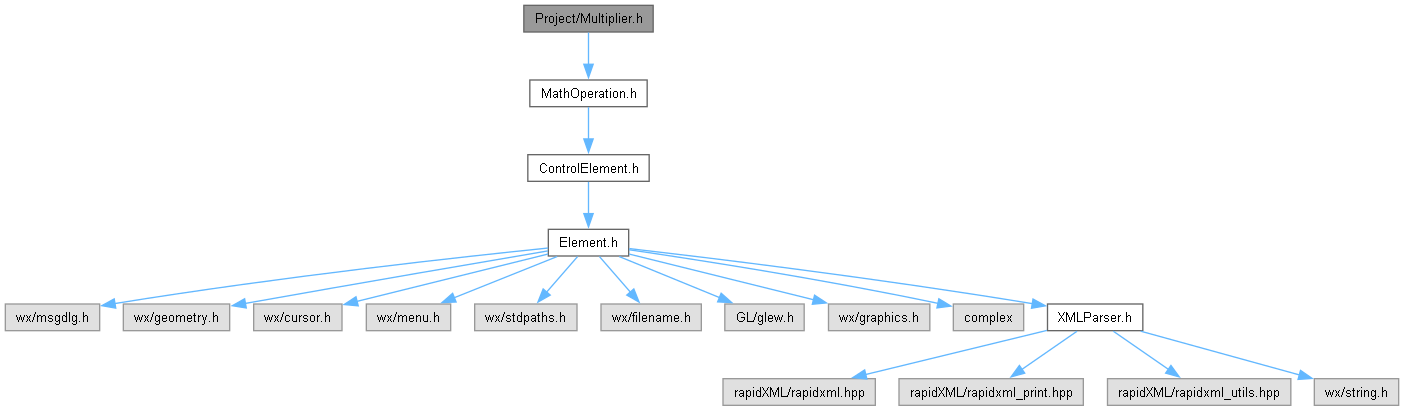 Project/Multiplier.h
MathOperation.h
ControlElement.h
Element.h
wx/msgdlg.h
wx/geometry.h
wx/cursor.h
wx/menu.h
wx/stdpaths.h
wx/filename.h
GL/glew.h
wx/graphics.h
complex
XMLParser.h
rapidXML/rapidxml.hpp
rapidXML/rapidxml_print.hpp
rapidXML/rapidxml_utils.hpp
wx/string.h